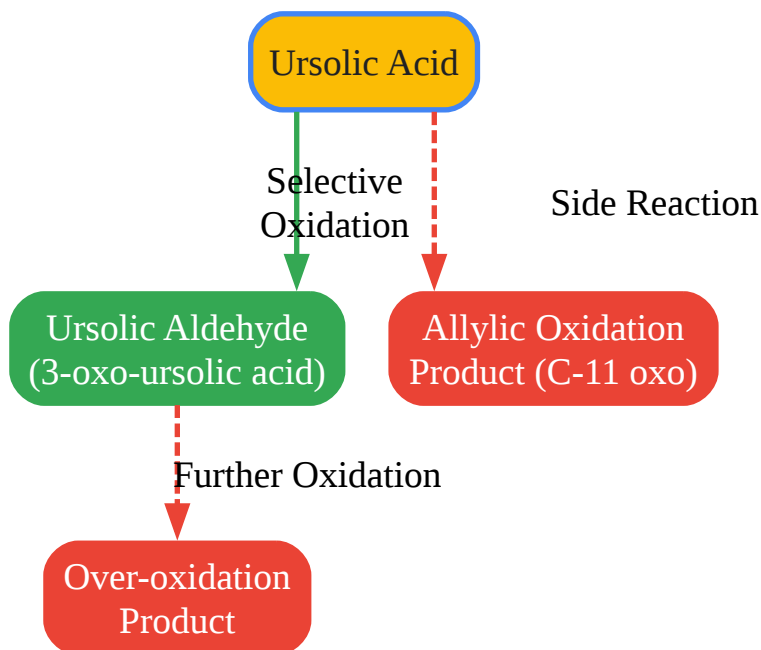 Ursolic Acid
Selective
Oxidation
Side Reaction
Ursolic Aldehyde
(3-oxo-ursolic acid)
Allylic Oxidation
Product (C-11 oxo)
Further Oxidation
Over-oxidation
Product